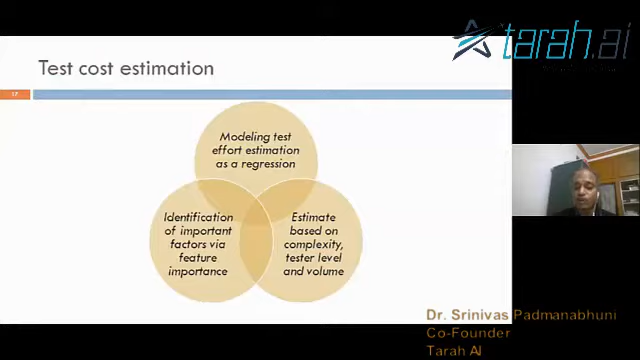 tarah.ai
Test cost estimation
17
Modeling test
effort estimation
as a regression
Identification
of important
factors via
feature
importance
Estimate
based on
complexity,
tester level
and volume
Dr. Srinivas Padmanabhuni
Co-Founder
Tarah AI